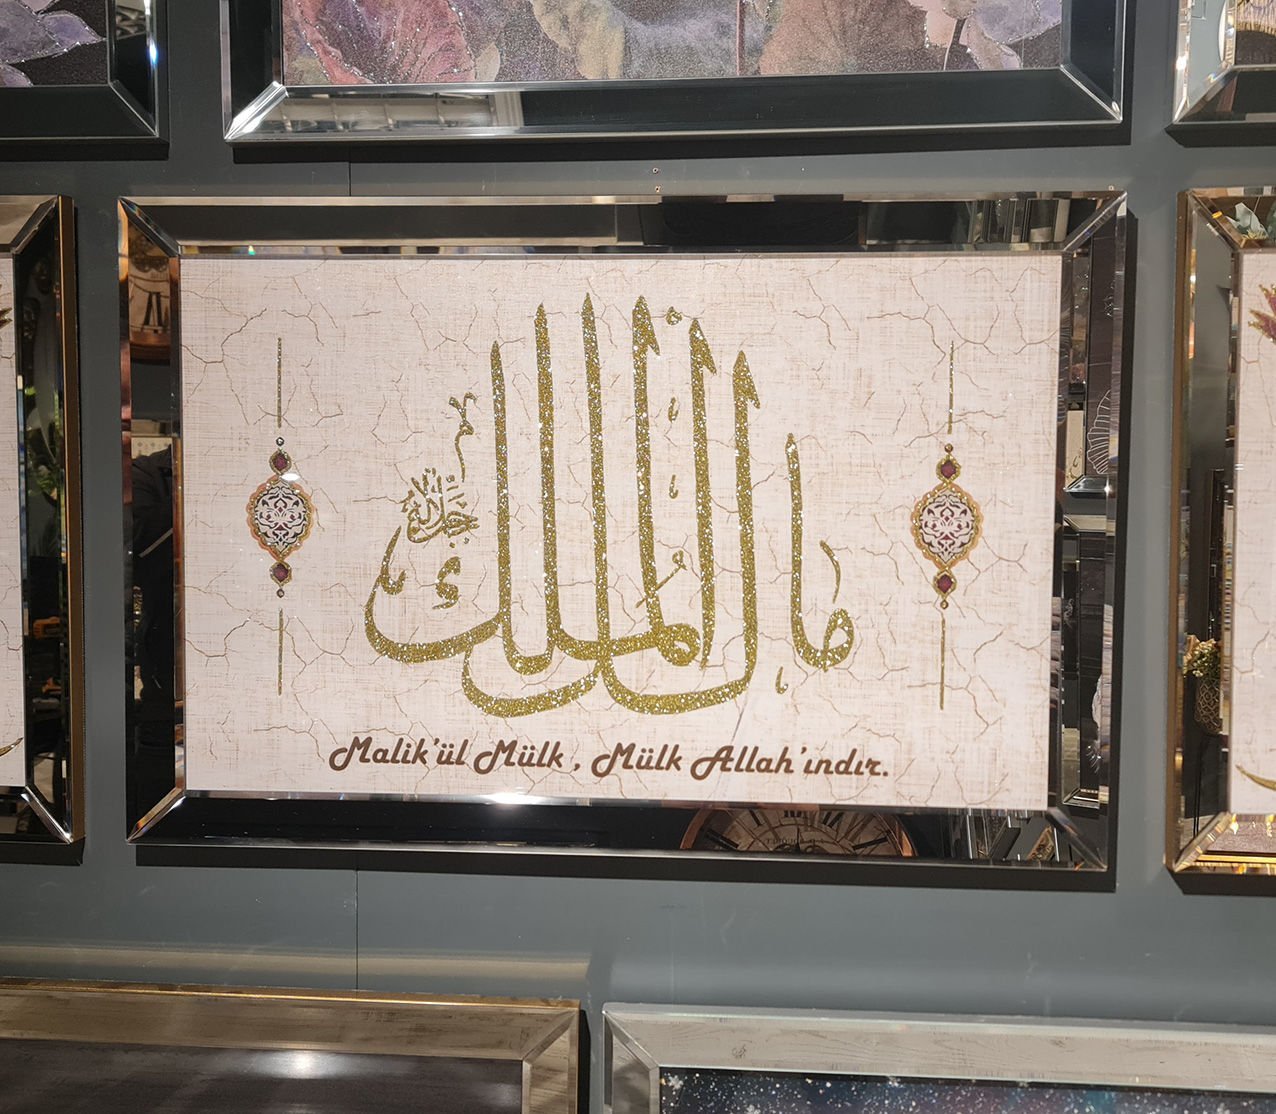 مالك الملك
جل جلاله
Malik'ül Mülk , Mülk Allah'ındır.